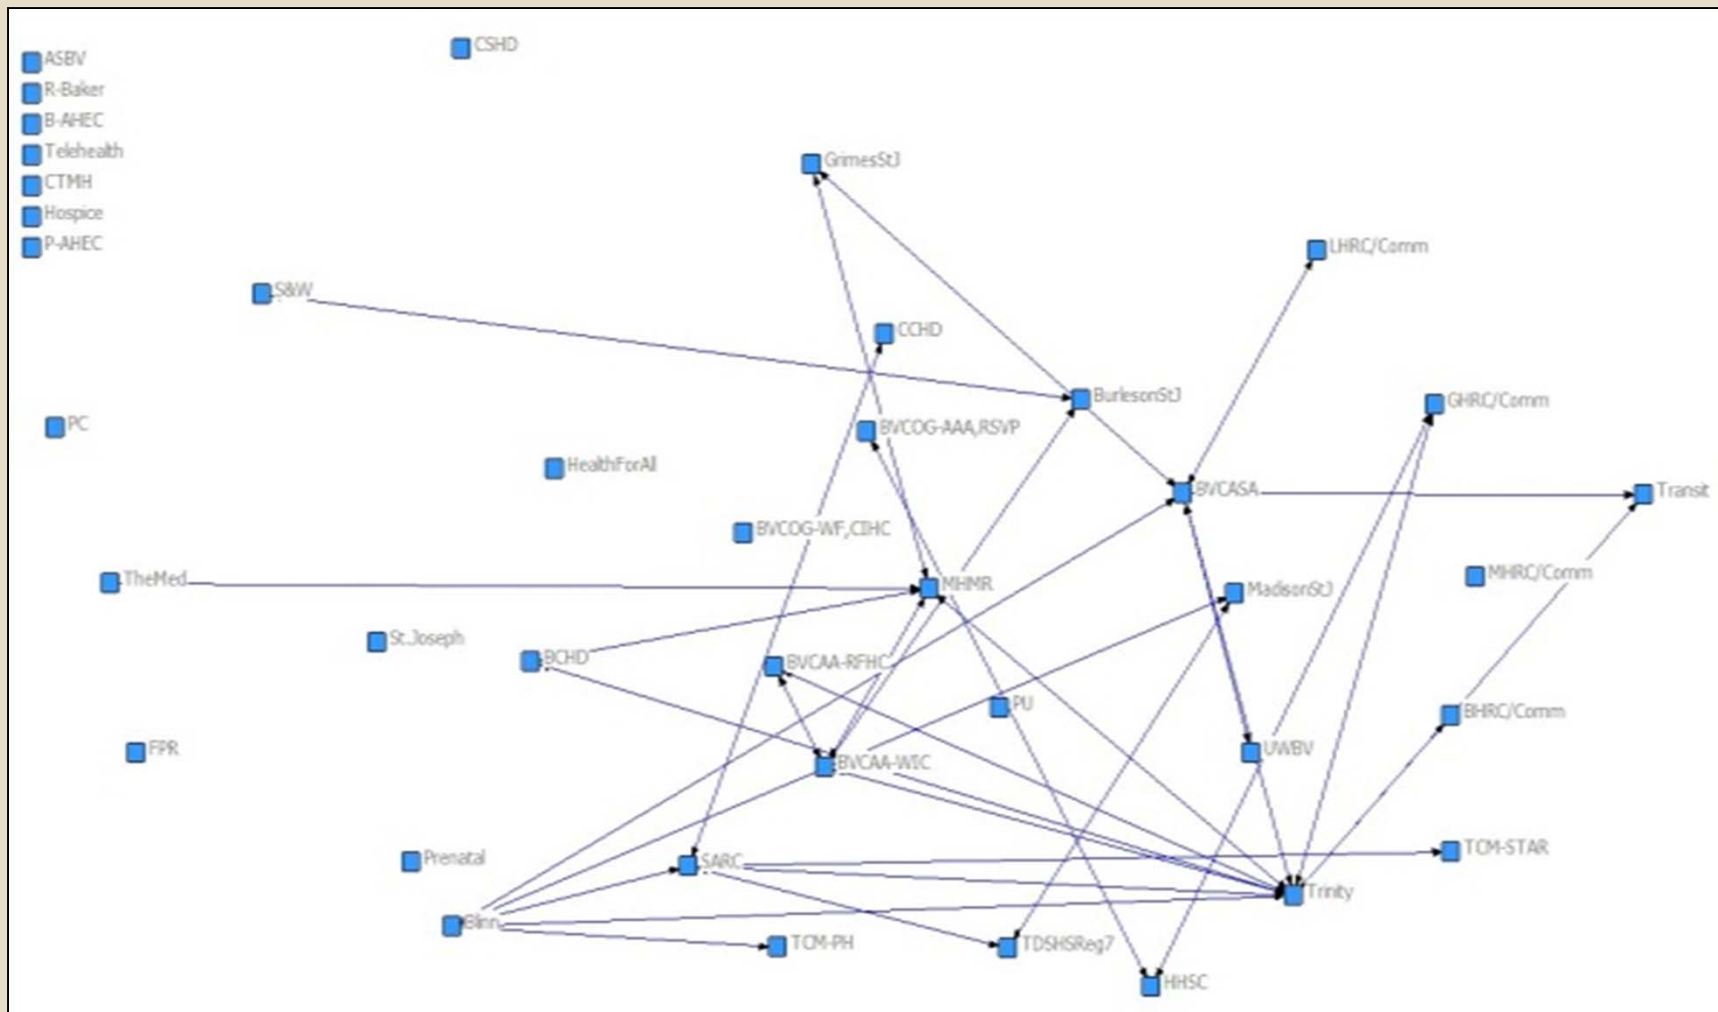 CSHD
ASBV
R-Baker
B-AHEC
Telehealth
CTMH
Hospice
P-AHEC
GrimesStJ
LHRC/Comm
S&W
CCHD
BurlesonStJ
GHRC/Comm
PC
BVCOG-AAA,RSVP
HealthForAll
BVCASA
Transit
BVCOG-WF,CIHC
TheMed
MHMR
MadisonStJ
MHRC/Comm
St.Joseph
BCHD
BVCAA-RFHC
PU
BHRC/Comm
FPR
BVCAA-WIC
UWBV
Prenatal
SARC
TCM-STAR
Trinity
Blinn
TCM-PH
TDSHSReg7
HHSC